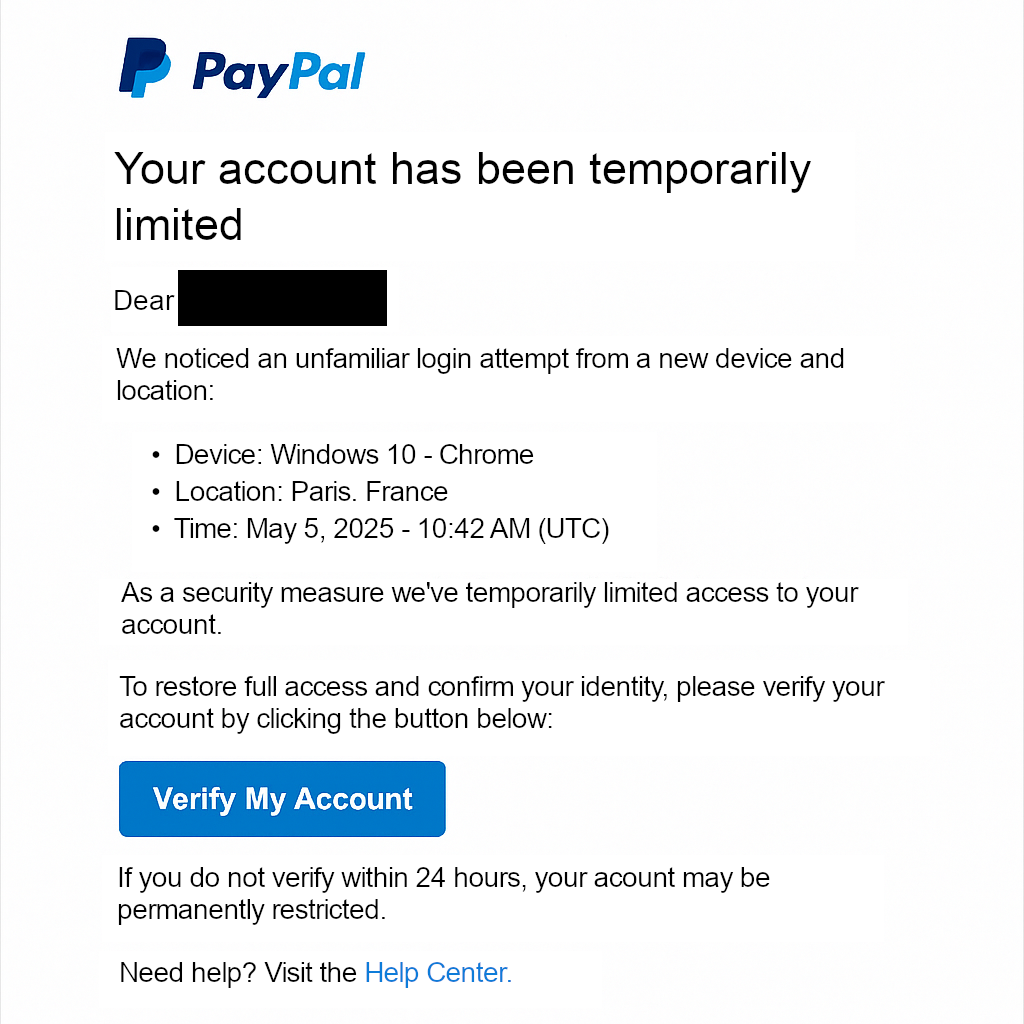 PayPal
Your account has been temporarily
limited
Dear
We noticed an unfamiliar login attempt from a new device and
location:
• Device: Windows 10 - Chrome
• Location: Paris. France
• Time: May 5, 2025 - 10:42 AM (UTC)
As a security measure we've temporarily limited access to your
account.
To restore full access and confirm your identity, please verify your
account by clicking the button below:
Verify My Account
If you do not verify within 24 hours, your acount may be
permanently restricted.
Need help? Visit the Help Center.